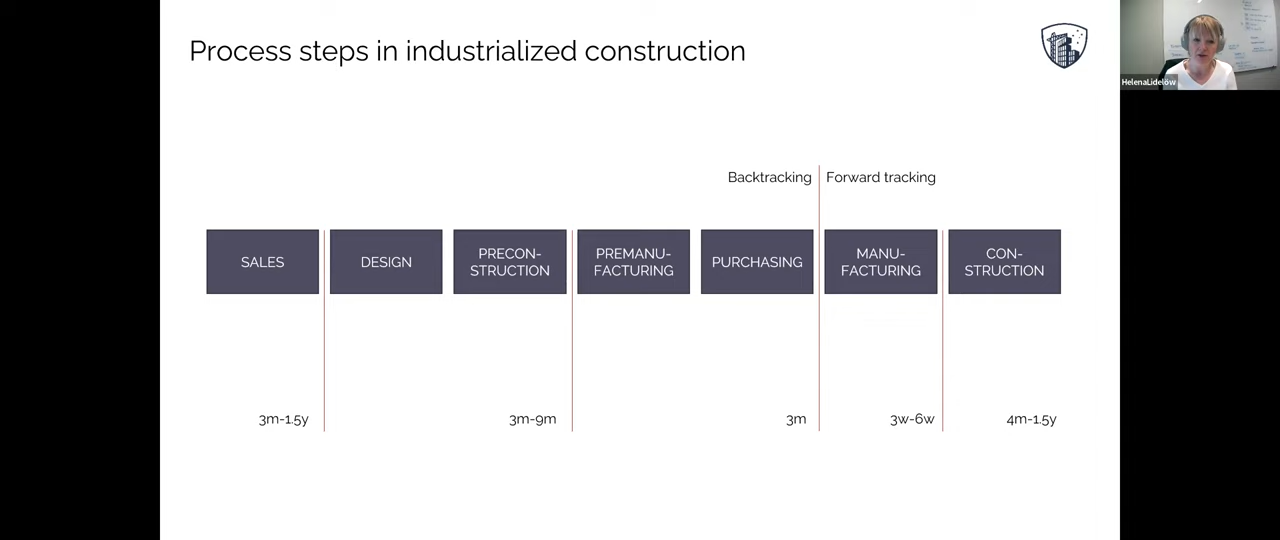 Process steps in industrialized construction
HelenaLidelöw
Backtracking
Forward tracking
SALES
DESIGN
PRECON-
STRUCTION
PREMANU-
FACTURING
PURCHASING
MANU-
FACTURING
CON-
STRUCTION
3m-1.5y
3m-9m
3m
3w-6w
4m-1.5y